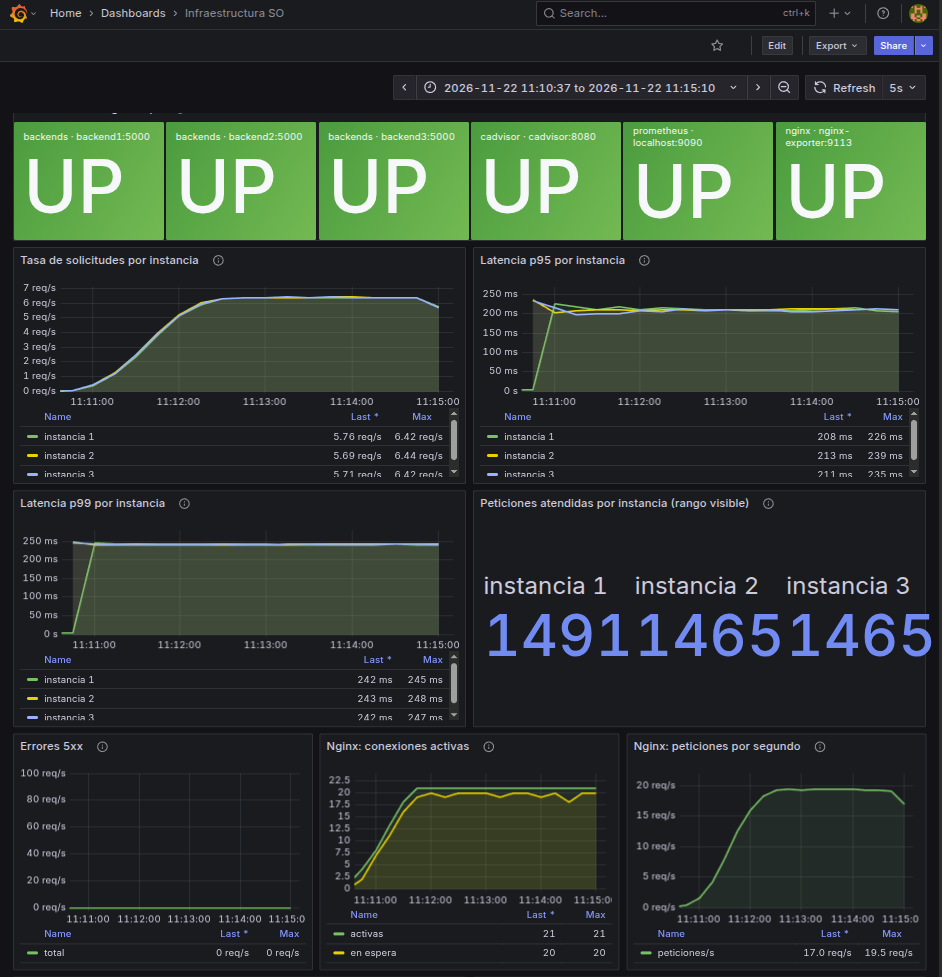 Home › Dashboards › Infraestructura SO
Search... ctrl+k
Edit Export Share
2026-11-22 11:10:37 to 2026-11-22 11:15:10 Refresh 5s
backends · backend1:5000
UP
backends · backend2:5000
UP
backends · backend3:5000
UP
cadvisor · cadvisor:8080
UP
prometheus ·
localhost:9090
UP
nginx · nginx-
exporter:9113
UP
Tasa de solicitudes por instancia
7 req/s
6 req/s
5 req/s
4 req/s
3 req/s
2 req/s
1 req/s
0 req/s
11:11:00 11:12:00 11:13:00 11:14:00 11:15:00
Name Last * Max
instancia 1 5.76 req/s 6.42 req/s
instancia 2 5.69 req/s 6.44 req/s
instancia 3 5.71 req/s 6.42 req/s
Latencia p95 por instancia
250 ms
200 ms
150 ms
100 ms
50 ms
0 s
11:11:00 11:12:00 11:13:00 11:14:00 11:15:00
Name Last * Max
instancia 1 208 ms 226 ms
instancia 2 213 ms 239 ms
instancia 3 211 ms 235 ms
Latencia p99 por instancia
250 ms
200 ms
150 ms
100 ms
50 ms
0 s
11:11:00 11:12:00 11:13:00 11:14:00 11:15:00
Name Last * Max
instancia 1 242 ms 245 ms
instancia 2 243 ms 248 ms
instancia 3 242 ms 247 ms
Peticiones atendidas por instancia (rango visible)
instancia 1 instancia 2 instancia 3
1491 1465 1465
Errores 5xx
100 req/s
80 req/s
60 req/s
40 req/s
20 req/s
0 req/s
11:11:00 11:12:00 11:13:00 11:14:00 11:15:0
Name Last * Max
total 0 req/s 0 req/s
Nginx: conexiones activas
22.5
20
17.5
15
12.5
10
7.5
5
2.5
0
11:11:00 11:12:00 11:13:00 11:14:00 11:15:0
Name Last * Max
activas 21 21
en espera 20 20
Nginx: peticiones por segundo
20 req/s
15 req/s
10 req/s
5 req/s
0 req/s
11:11:00 11:12:00 11:13:00 11:14:00 11:15:0
Name Last * Max
peticiones/s 17.0 req/s 19.5 req/s